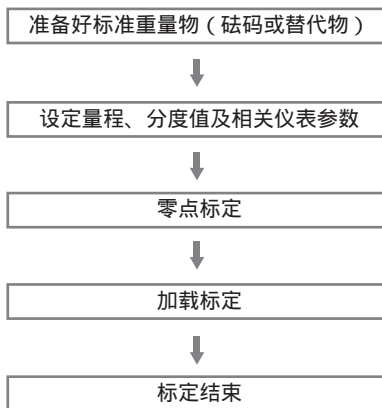 准备好标准重量物（砝码或替代物）
设定量程、分度值及相关仪表参数
零点标定
加载标定
标定结束